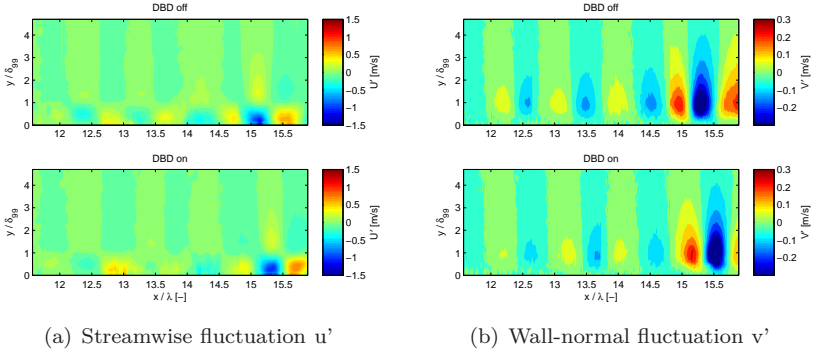 DBD off
DBD off
4
3
2
1
0
y / δ99
12 12.5 13 13.5 14 14.5 15 15.5
1.5
1
0.5
0
−0.5
−1
−1.5
U' [m/s]
4
3
2
1
0
y / δ99
12 12.5 13 13.5 14 14.5 15 15.5
0.3
0.2
0.1
0
−0.1
−0.2
V' [m/s]
DBD on
DBD on
4
3
2
1
0
y / δ99
12 12.5 13 13.5 14 14.5 15 15.5
x / λ [−]
1.5
1
0.5
0
−0.5
−1
−1.5
U' [m/s]
4
3
2
1
0
y / δ99
12 12.5 13 13.5 14 14.5 15 15.5
x / λ [−]
0.3
0.2
0.1
0
−0.1
−0.2
V' [m/s]
(a) Streamwise fluctuation u’
(b) Wall-normal fluctuation v’